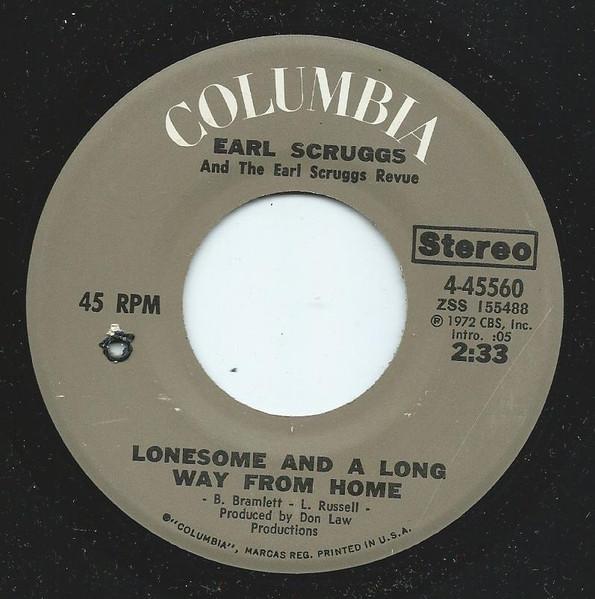 COLUMBIA
EARL SCRUGGS
And The Earl Scruggs Revue
Stereo
45 RPM
4-45560
ZSS 155488
℗ 1972 CBS, Inc.
intro. :05
2:33
LONESOME AND A LONG
WAY FROM HOME
- B. Bramlett - L. Russell -
Produced by Don Law
Productions
®"COLUMBIA", MARCAS REG. PRINTED IN U.S.A.